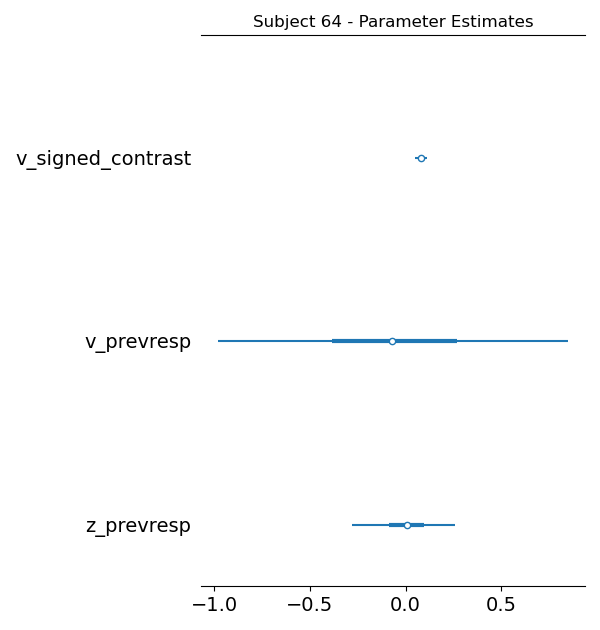 Subject 64 - Parameter Estimates
v_signed_contrast
v_prevresp
z_prevresp
−1.0 −0.5 0.0 0.5